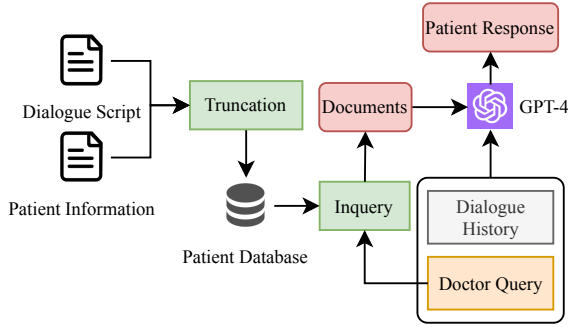 Patient Response
Dialogue Script
Truncation
Documents
GPT-4
Patient Information
Patient Database
Inquery
Dialogue
History
Doctor Query